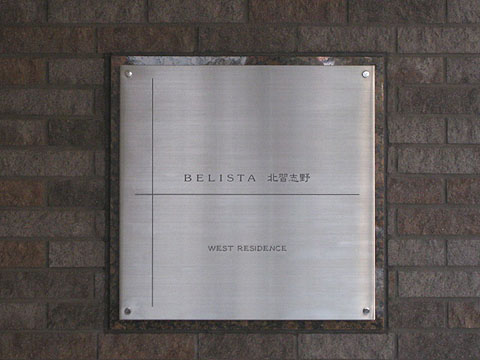 BELISTA 北習志野
WEST RESIDENCE